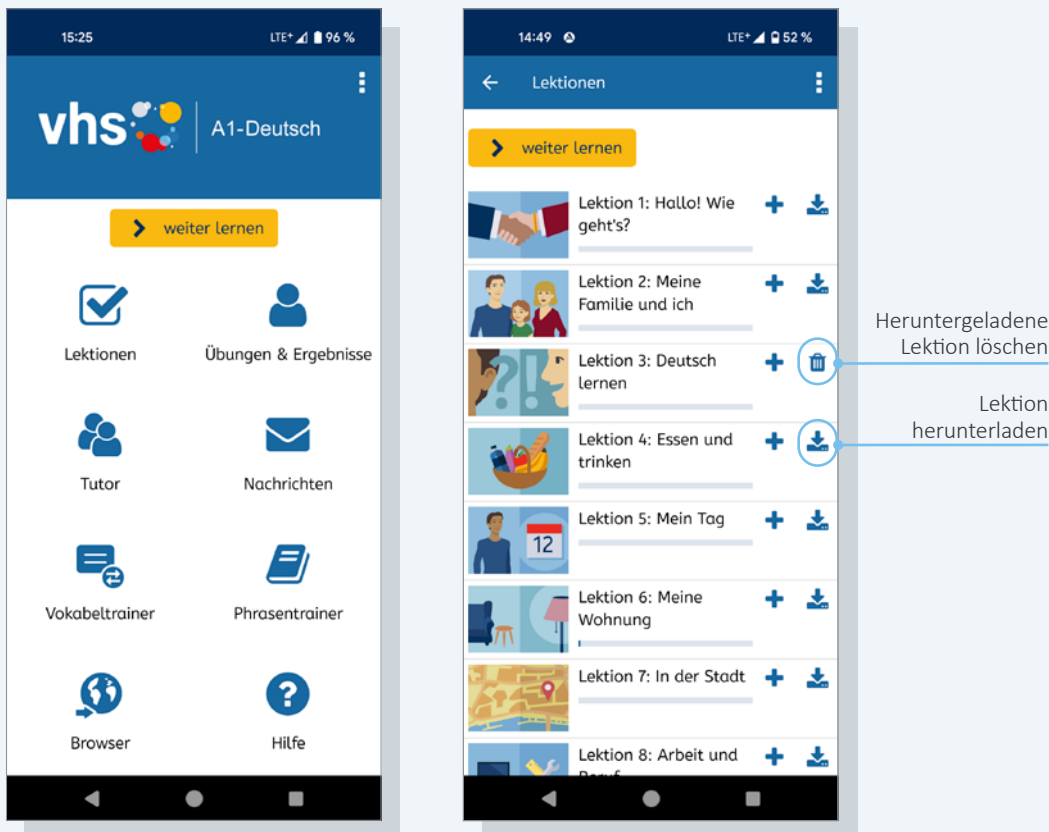 15:25
LTE+
96 %
vhs
A1-Deutsch
weiter lernen
Lektionen
Übungen & Ergebnisse
Tutor
Nachrichten
Vokabeltrainer
Phrasentrainer
Browser
Hilfe
14:49
LTE+
52 %
Lektionen
weiter lernen
Lektion 1: Hallo! Wie
geht's?
Lektion 2: Meine
Familie und ich
Lektion 3: Deutsch
lernen
Lektion 4: Essen und
trinken
12
Lektion 5: Mein Tag
Lektion 6: Meine
Wohnung
Lektion 7: In der Stadt
Lektion 8: Arbeit und
Beruf
Heruntergeladene
Lektion löschen
Lektion
herunterladen